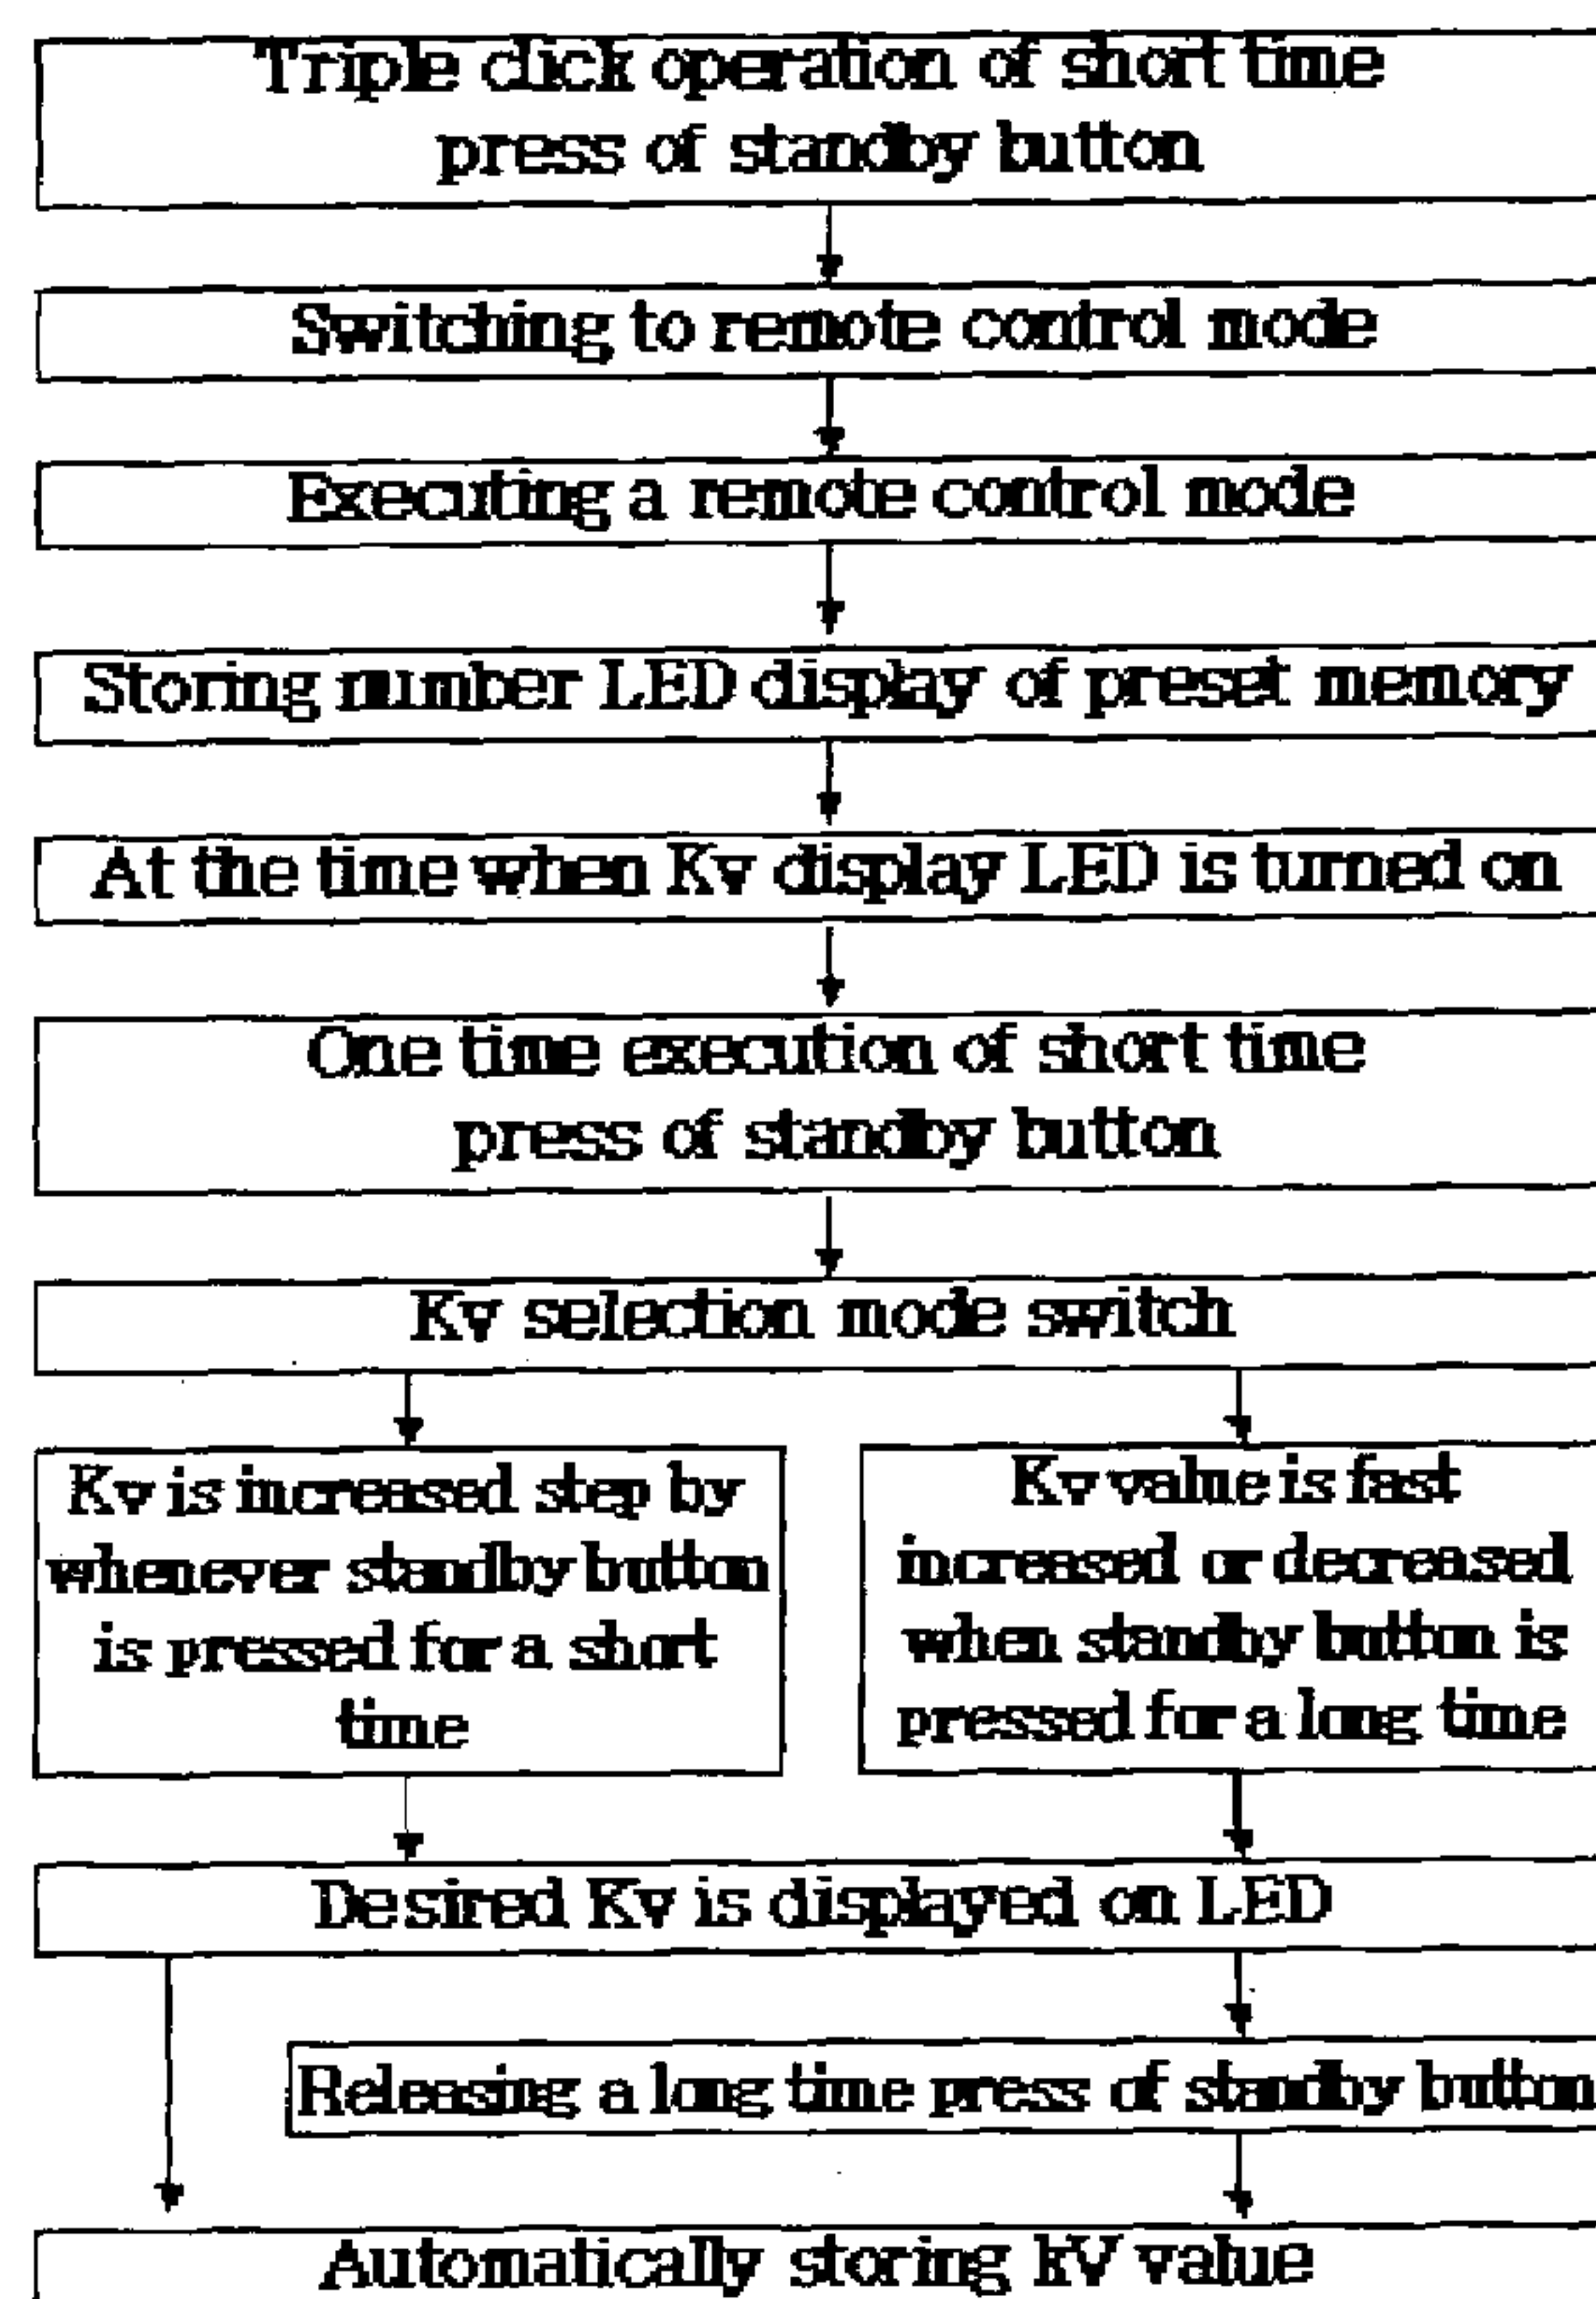 Triple click operation of short time
press of standby button
Switching to remote control mode
Executing a remote control mode
Storing number LED display of preset memory
At the time when Kv display LED is turned on
One time execution of short time
press of standby button
Kv selection mode switch
Kv is increased step by
whenever standby button
is pressed for a short
time
Kv value is fast
increased or decreased
when standby button is
pressed for a long time
Desired Kv is displayed on LED
Releasing a long time press of standby button
Automatically storing KV value